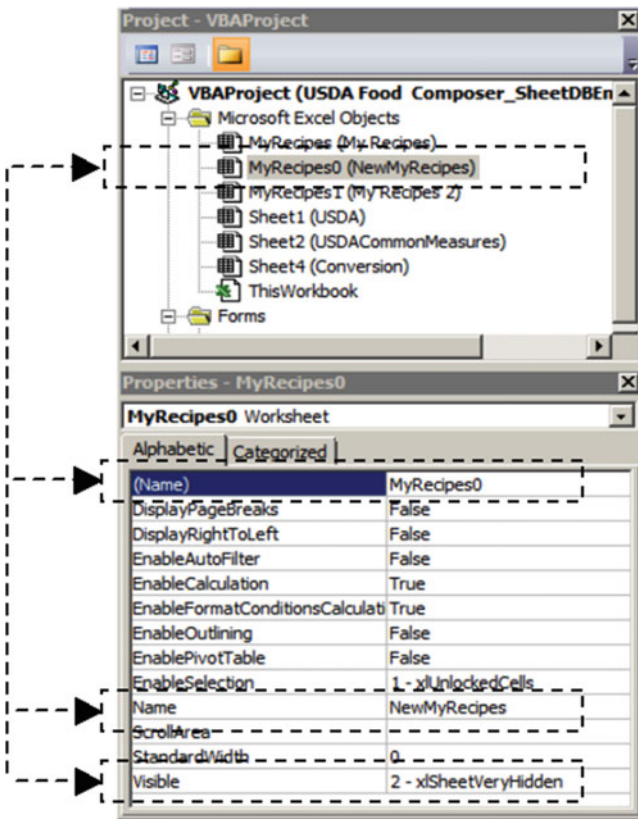 Project - VBAProject
VBAProject (USDA Food Composer_SheetDBEn
Microsoft Excel Objects
MyRecipes (My Recipes)
MyRecipes0 (NewMyRecipes)
MyRecipes1 (My Recipes 2)
Sheet1 (USDA)
Sheet2 (USDACommonMeasures)
Sheet4 (Conversion)
ThisWorkbook
Forms
Properties - MyRecipes0
MyRecipes0 Worksheet
Alphabetic Categorized
(Name) MyRecipes0
DisplayPageBreaks False
DisplayRightToLeft False
EnableAutoFilter False
EnableCalculation True
EnableFormatConditionsCalculati True
EnableOutlining False
EnablePivotTable False
EnableSelection 1 - xlUnlockedCells
Name NewMyRecipes
ScrollArea
StandardWidth 0
Visible 2 - xlSheetVeryHidden